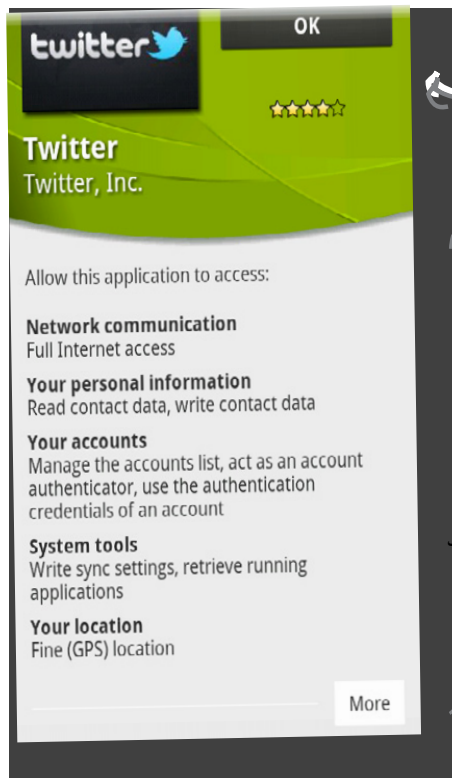 twitter
OK
Twitter
Twitter, Inc.
Allow this application to access:
Network communication
Full Internet access
Your personal information
Read contact data, write contact data
Your accounts
Manage the accounts list, act as an account
authenticator, use the authentication
credentials of an account
System tools
Write sync settings, retrieve running
applications
Your location
Fine (GPS) location
More